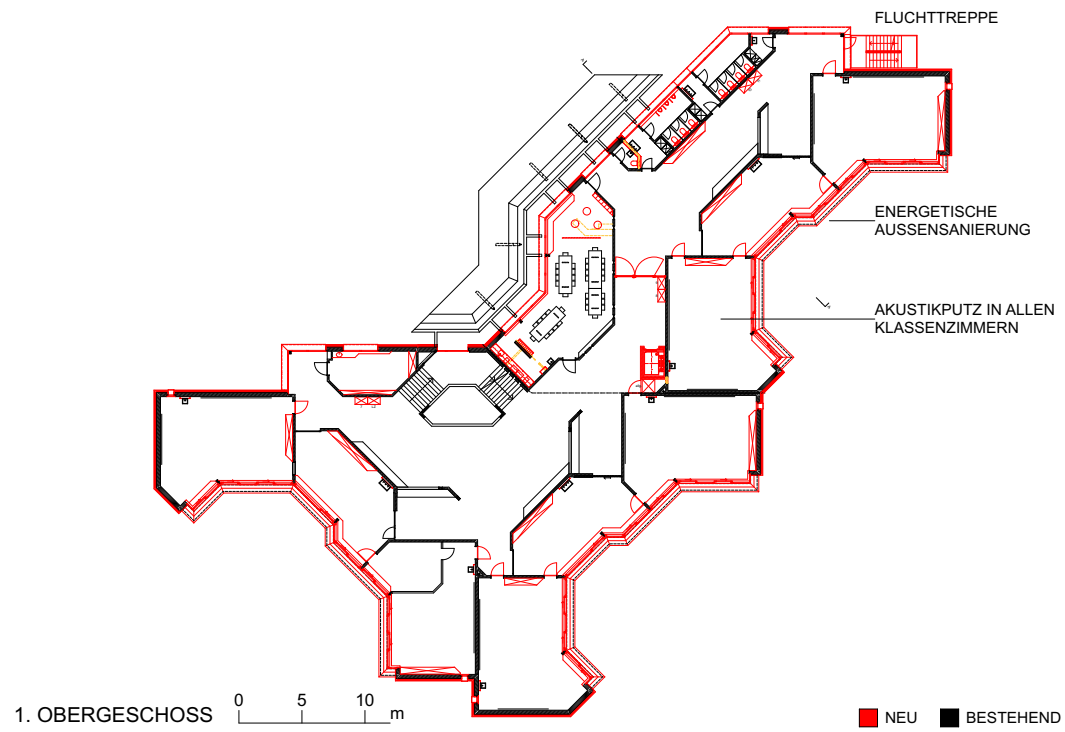 FLUCHTTREPPE
ENERGETISCHE
AUSSENSANIERUNG
AKUSTIKPUTZ IN ALLEN
KLASSENZIMMERN
1. OBERGESCHOSS
0 5 10 m
NEU BESTEHEND